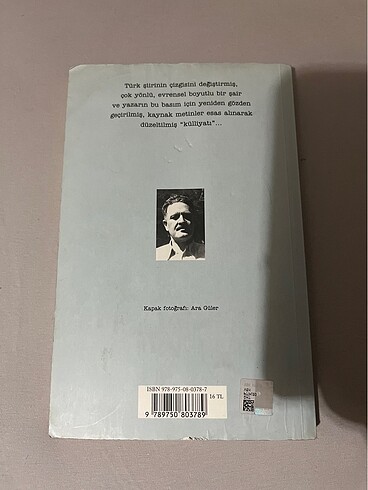 Türk şiirinin çizgisini değiştirmiş,
çok yönlü, evrensel boyutlu bir şair
ve yazarın bu basım için yeniden gözden
geçirilmiş, kaynak metinler esas alınarak
düzeltilmiş "külliyatı"...
Kapak fotoğrafı: Ara Güler
ISBN 978-975-08-0378-7
16 TL
9 789750 803789